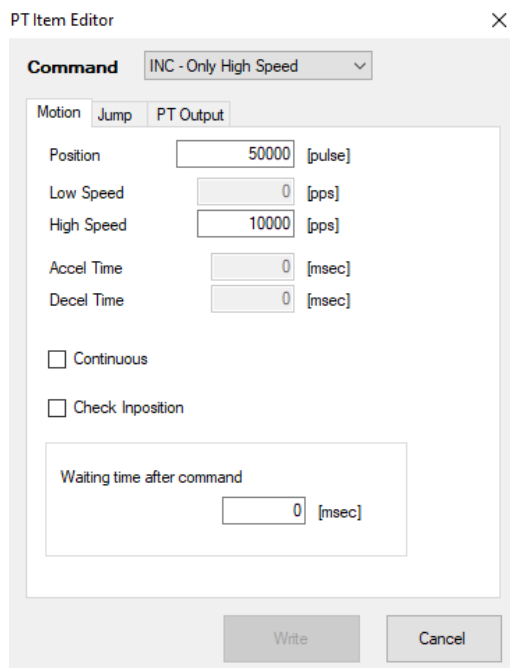 PT Item Editor
Command INC - Only High Speed
Motion Jump PT Output
Position 50000 [pulse]
Low Speed 0 [pps]
High Speed 10000 [pps]
Accel Time 0 [msec]
Decel Time 0 [msec]
Continuous
Check Inposition
Waiting time after command
0 [msec]
Write Cancel